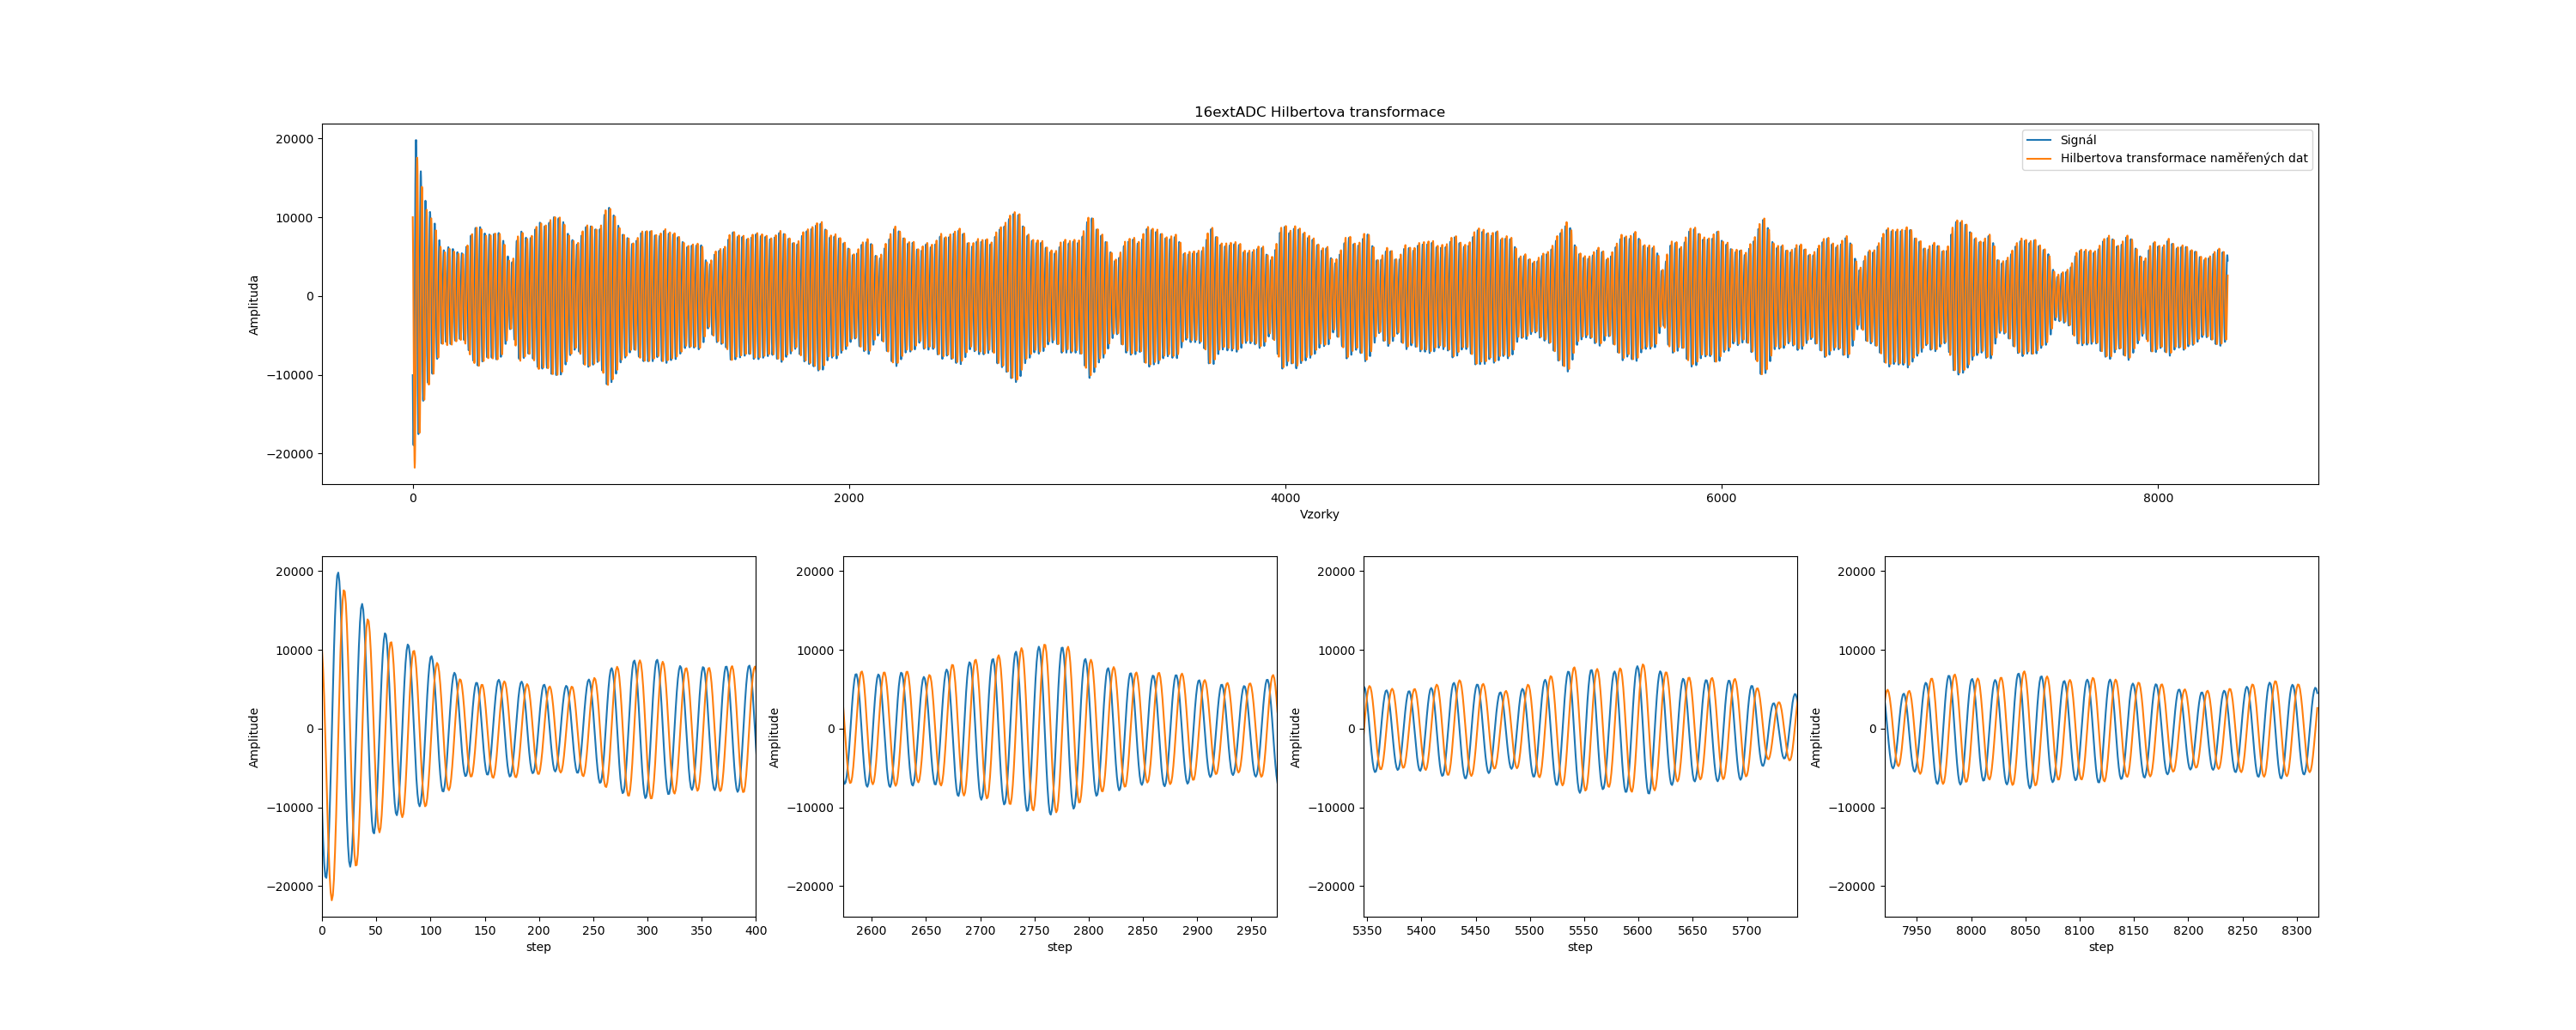 16extADC Hilbertova transformace
Signál
Hilbertova transformace naměřených dat
Amplituda
20000
10000
0
−10000
−20000
0 2000 4000 6000 8000
Vzorky
Amplitude
20000
10000
0
−10000
−20000
0 50 100 150 200 250 300 350 400
step
Amplitude
20000
10000
0
−10000
−20000
2600 2650 2700 2750 2800 2850 2900 2950
step
Amplitude
20000
10000
0
−10000
−20000
5350 5400 5450 5500 5550 5600 5650 5700
step
Amplitude
20000
10000
0
−10000
−20000
7950 8000 8050 8100 8150 8200 8250 8300
step